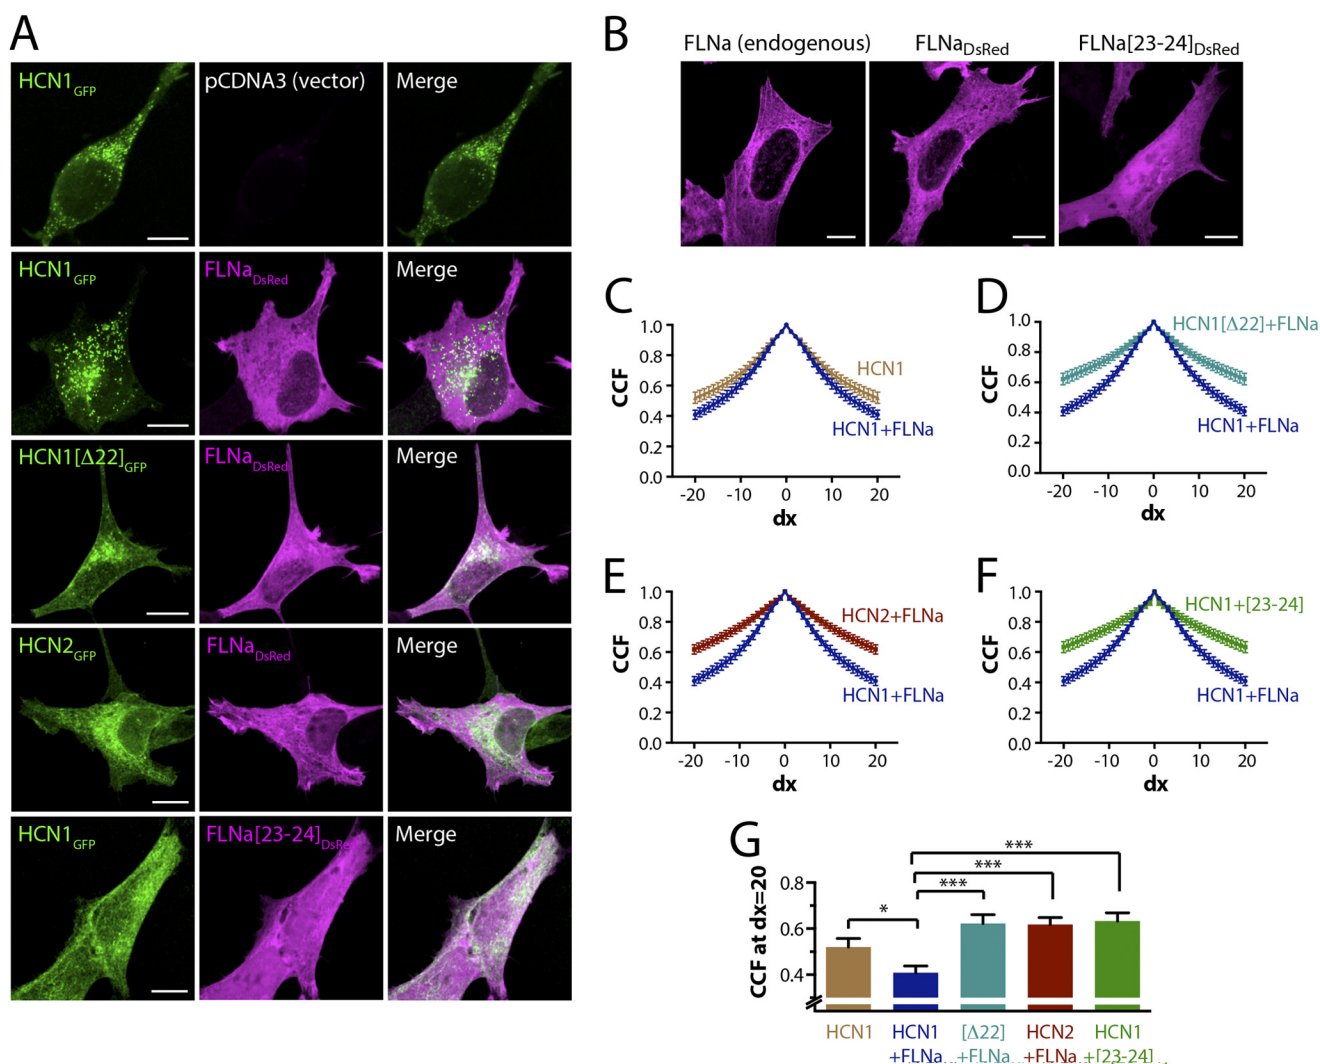 A
HCN1GFP
pCDNA3 (vector)
Merge
HCN1GFP
FLNaDsRed
Merge
HCN1[Δ22]GFP
FLNaDsRed
Merge
HCN2GFP
FLNaDsRed
Merge
HCN1GFP
FLNa[23-24]DsRe
Merge
B
FLNa (endogenous)
FLNaDsRed
FLNa[23-24]DsRed
C
CCF
1.0
0.8
0.6
0.4
0.2
0.0
HCN1
HCN1+FLNa
-20 -10 0 10 20
dx
D
CCF
1.0
0.8
0.6
0.4
0.2
0.0
HCN1[Δ22]+FLNa
HCN1+FLNa
-20 -10 0 10 20
dx
E
CCF
1.0
0.8
0.6
0.4
0.2
0.0
HCN2+FLNa
HCN1+FLNa
-20 -10 0 10 20
dx
F
CCF
1.0
0.8
0.6
0.4
0.2
0.0
HCN1+[23-24]
HCN1+FLNa
-20 -10 0 10 20
dx
G
CCF at dx=20
0.8
0.6
0.4
***
***
***
*
HCN1 HCN1 [Δ22] HCN2 HCN1
+FLNa +FLNa +FLNa +[23-24]